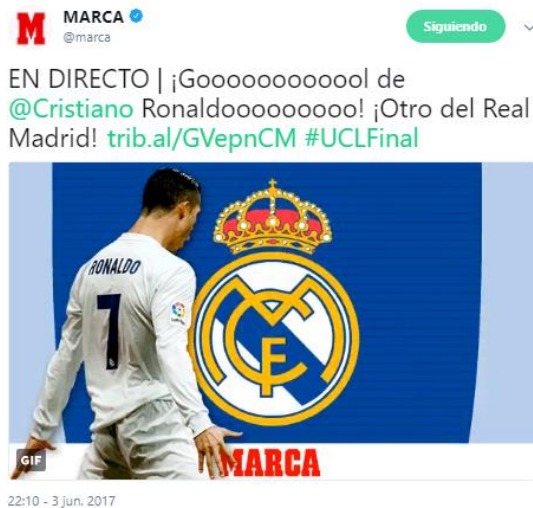 MARCA
@marca
Siguiendo
EN DIRECTO | ¡Gooooooooooool de
@Cristiano Ronaldooooooooo! ¡Otro del Real
Madrid! trib.al/GVepnCM #UCLFinal
RONALDO
7
MARCA
GIF
22:10 - 3 jun. 2017